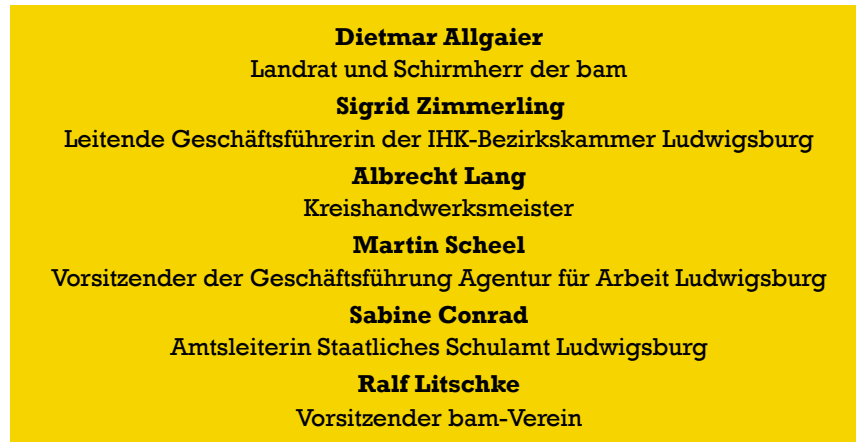 Dietmar Allgaier
Landrat und Schirmherr der bam
Sigrid Zimmerling
Leitende Geschäftsführerin der IHK-Bezirkskammer Ludwigsburg
Albrecht Lang
Kreishandwerksmeister
Martin Scheel
Vorsitzender der Geschäftsführung Agentur für Arbeit Ludwigsburg
Sabine Conrad
Amtsleiterin Staatliches Schulamt Ludwigsburg
Ralf Litschke
Vorsitzender bam-Verein